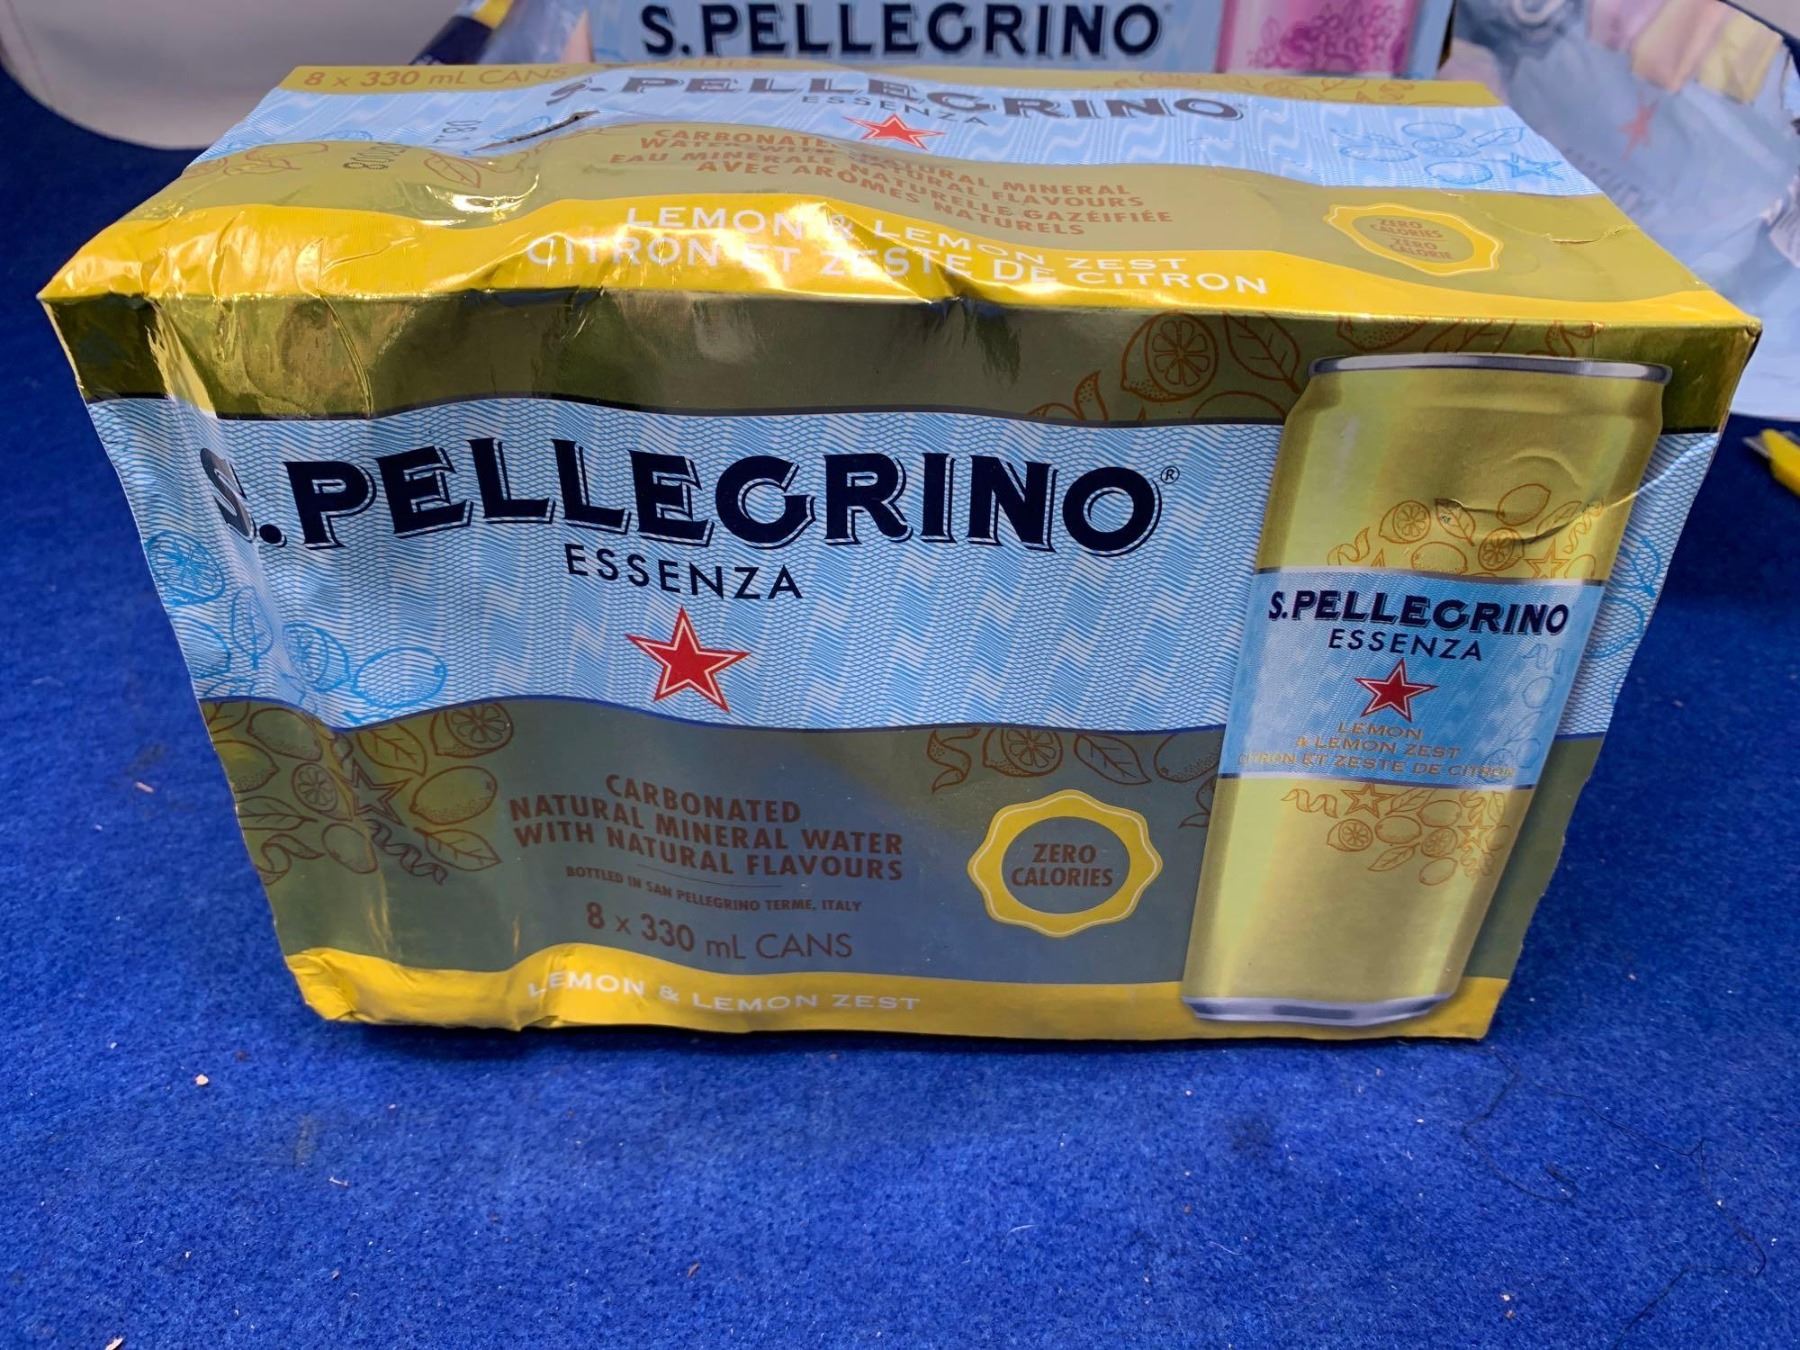 S.PELLEGRINO
8 x 330 mL CANS
S.PELLEGRINO
ESSENZA
CARBONATED NATURAL MINERAL
WATER WITH NATURAL FLAVOURS
EAU MINÉRALE NATURELLE GAZÉIFIÉE
AVEC ARÔMES NATURELS
LEMON & LEMON ZEST
CITRON ET ZESTE DE CITRON
ZERO
CALORIES
ZÉRO
CALORIE
S.PELLEGRINO®
ESSENZA
CARBONATED
NATURAL MINERAL WATER
WITH NATURAL FLAVOURS
BOTTLED IN SAN PELLEGRINO TERME, ITALY
8 x 330 mL CANS
ZERO
CALORIES
LEMON & LEMON ZEST
S.PELLEGRINO
ESSENZA
LEMON
& LEMON ZEST
CITRON ET ZESTE DE CITRON